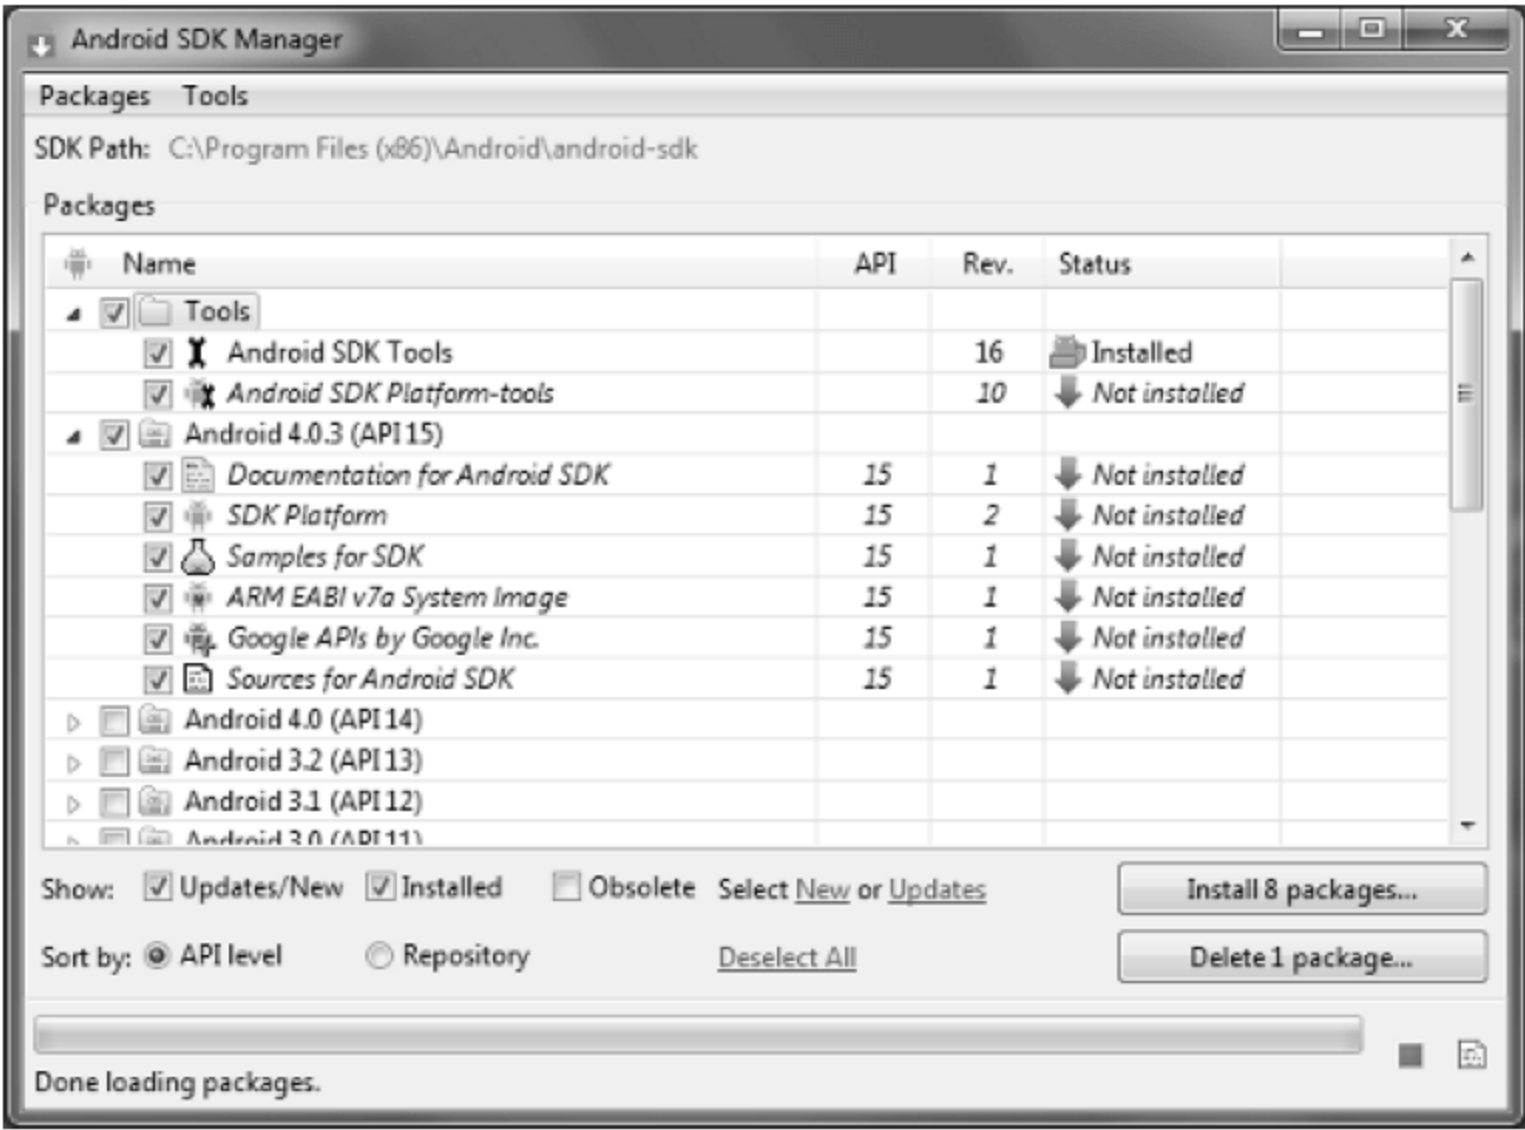 Android SDK Manager
Packages Tools
SDK Path: C:\Program Files (x86)\Android\android-sdk
Packages
Name API Rev. Status
Tools
Android SDK Tools 16 Installed
Android SDK Platform-tools 10 Not installed
Android 4.0.3 (API 15)
Documentation for Android SDK 15 1 Not installed
SDK Platform 15 2 Not installed
Samples for SDK 15 1 Not installed
ARM EABI v7a System Image 15 1 Not installed
Google APIs by Google Inc. 15 1 Not installed
Sources for Android SDK 15 1 Not installed
Android 4.0 (API 14)
Android 3.2 (API 13)
Android 3.1 (API 12)
Android 3.0 (API 11)
Show: Updates/New Installed Obsolete Select New or Updates Install 8 packages...
Sort by: API level Repository Deselect All Delete 1 package...
Done loading packages.